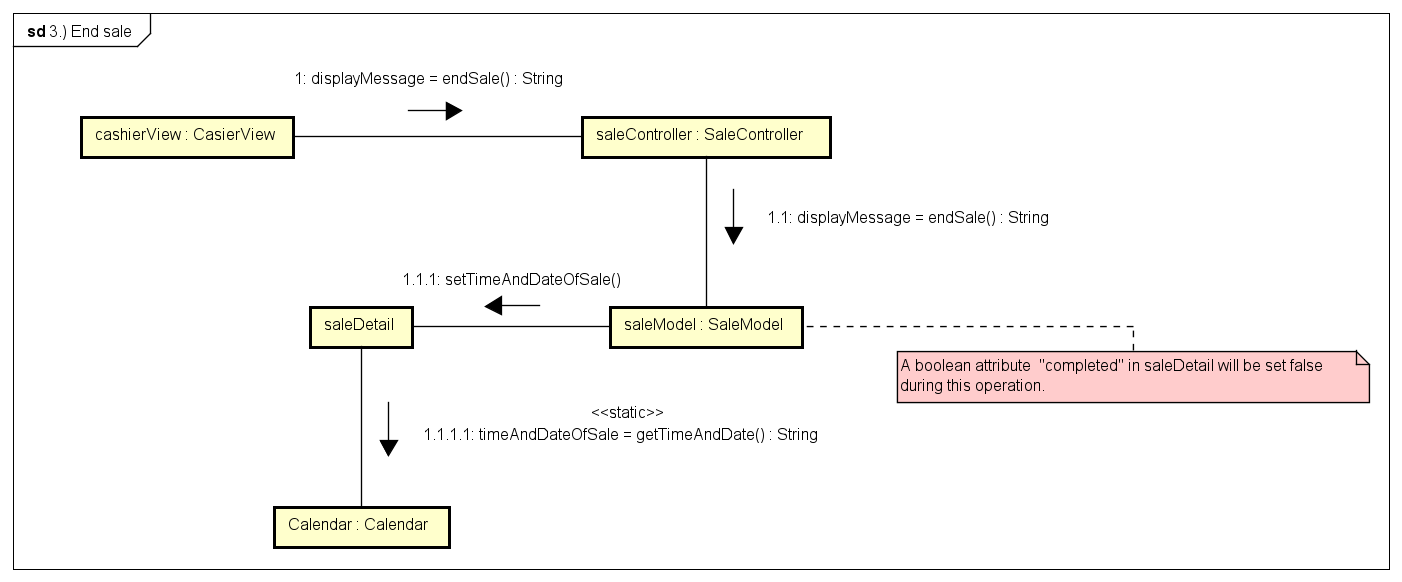 sd 3.) End sale
1: displayMessage = endSale() : String
cashierView : CasierView
saleController : SaleController
1.1: displayMessage = endSale() : String
1.1.1: setTimeAndDateOfSale()
saleDetail
saleModel : SaleModel
A boolean attribute "completed" in saleDetail will be set false
during this operation.
<<static>>
1.1.1.1: timeAndDateOfSale = getTimeAndDate() : String
Calendar : Calendar